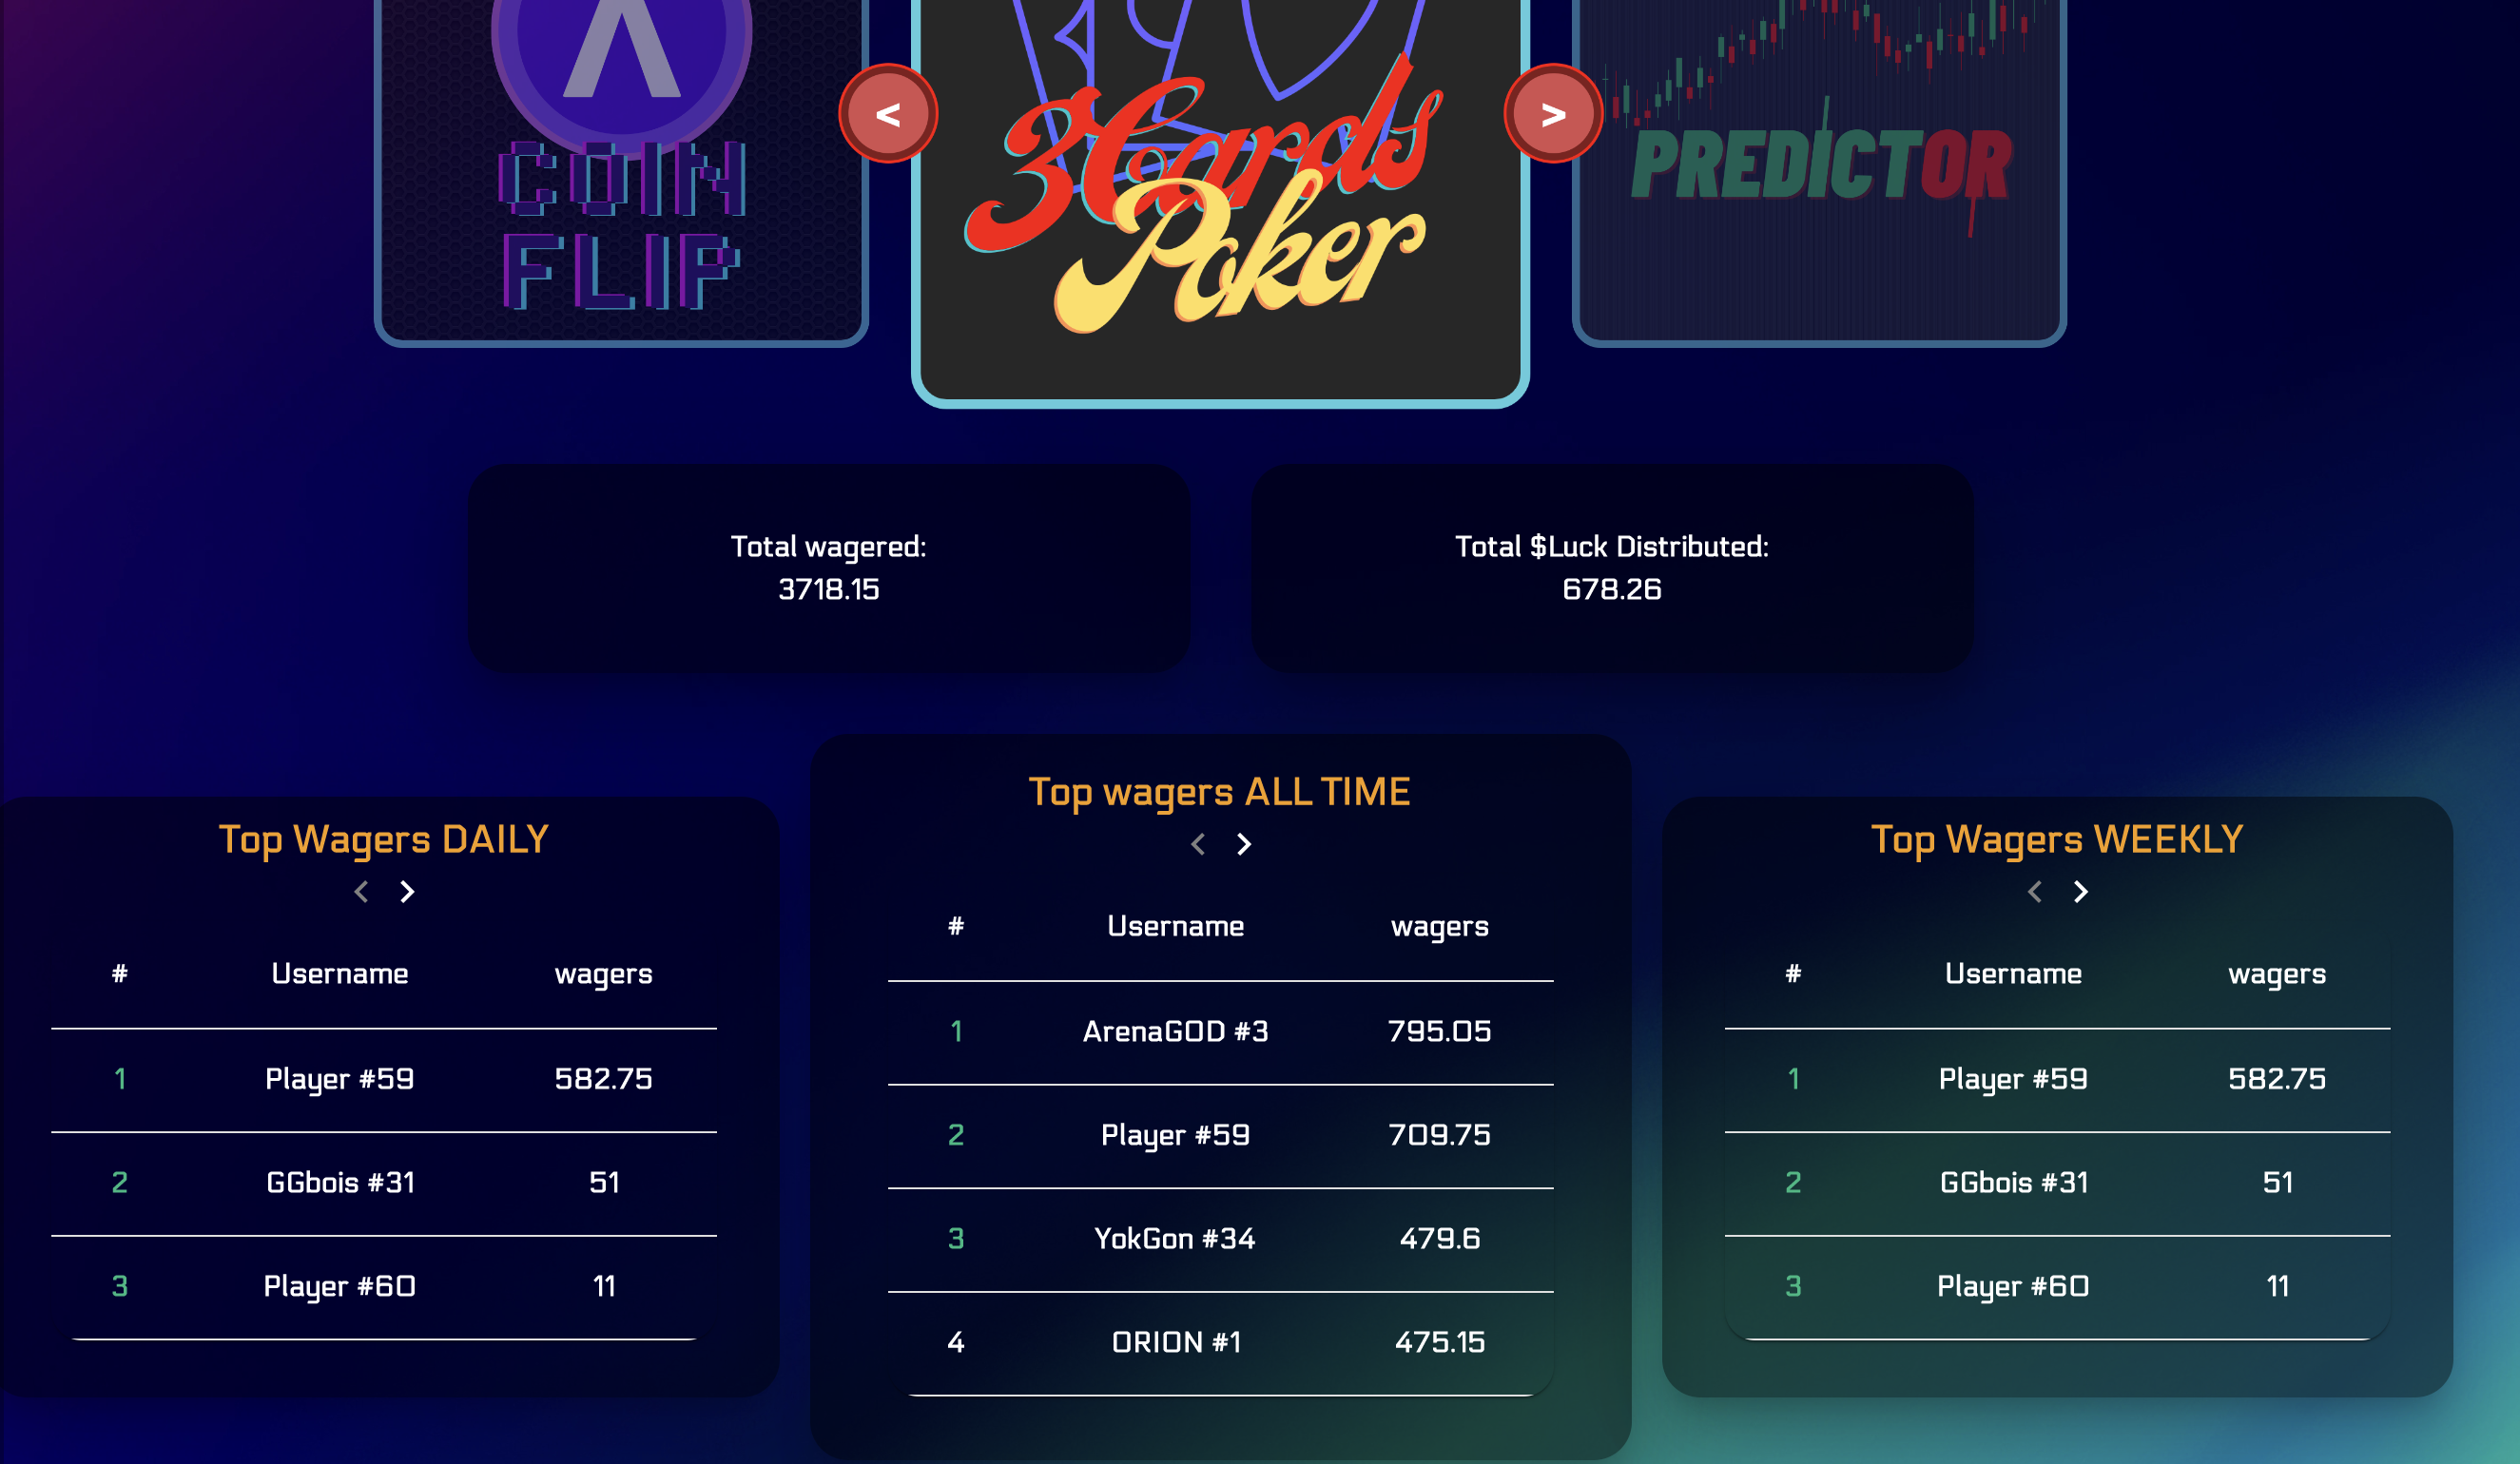 COIN
FLIP
<
3Cards
Poker
>
PREDICTOR
Total wagered:
3718.15
Total $Luck Distributed:
678.26
Top Wagers DAILY
< >
# Username wagers
1 Player #59 582.75
2 GGbois #31 51
3 Player #60 11
Top wagers ALL TIME
< >
# Username wagers
1 ArenaGOD #3 795.05
2 Player #59 709.75
3 YokGon #34 479.6
4 ORION #1 475.15
Top Wagers WEEKLY
< >
# Username wagers
1 Player #59 582.75
2 GGbois #31 51
3 Player #60 11